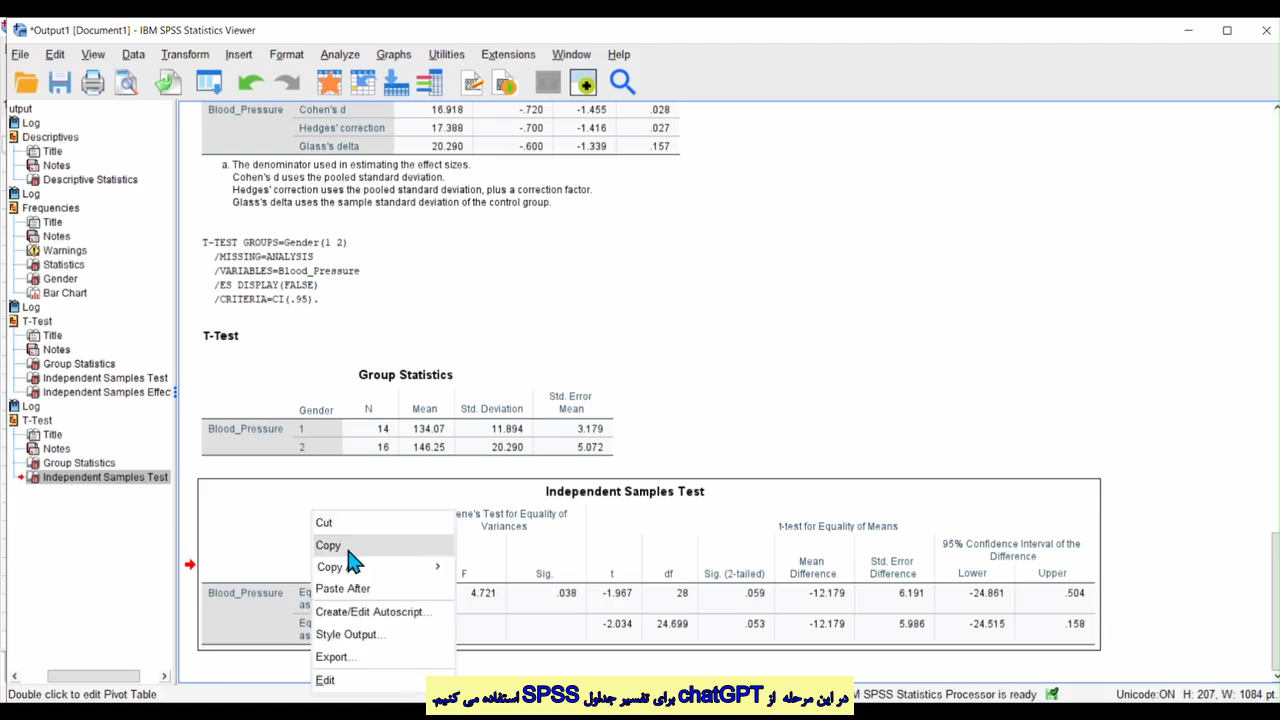 *Output1 [Document1] - IBM SPSS Statistics Viewer
File Edit View Data Transform Insert Format Analyze Graphs Utilities Extensions Window Help
utput
Log
Descriptives
Title
Notes
Descriptive Statistics
Log
Frequencies
Title
Notes
Warnings
Statistics
Gender
Bar Chart
Log
T-Test
Title
Notes
Group Statistics
Independent Samples Test
Independent Samples Effec
Log
T-Test
Title
Notes
Group Statistics
Independent Samples Test
Blood_Pressure Cohen's d 16.918 -.720 -1.455 .028
Hedges' correction 17.388 -.700 -1.416 .027
Glass's delta 20.290 -.600 -1.339 .157
a. The denominator used in estimating the effect sizes.
Cohen's d uses the pooled standard deviation.
Hedges' correction uses the pooled standard deviation, plus a correction factor.
Glass's delta uses the sample standard deviation of the control group.
T-TEST GROUPS=Gender(1 2)
/MISSING=ANALYSIS
/VARIABLES=Blood_Pressure
/ES DISPLAY(FALSE)
/CRITERIA=CI(.95).
T-Test
Group Statistics
Gender N Mean Std. Deviation Std. Error Mean
Blood_Pressure 1 14 134.07 11.894 3.179
2 16 146.25 20.290 5.072
Independent Samples Test
ene's Test for Equality of Variances t-test for Equality of Means
95% Confidence Interval of the Difference
F Sig. t df Sig. (2-tailed) Mean Difference Std. Error Difference Lower Upper
Blood_Pressure Eq as 4.721 .038 -1.967 28 .059 -12.179 6.191 -24.861 .504
Eq as -2.034 24.699 .053 -12.179 5.986 -24.515 .158
Cut
Copy
Copy
Paste After
Create/Edit Autoscript...
Style Output...
Export...
Edit
Double click to edit Pivot Table
M SPSS Statistics Processor is ready Unicode:ON H: 207, W: 1084 pt.
در این مرحله از chatGPT برای تفسیر جداول SPSS استفاده می کنیم.